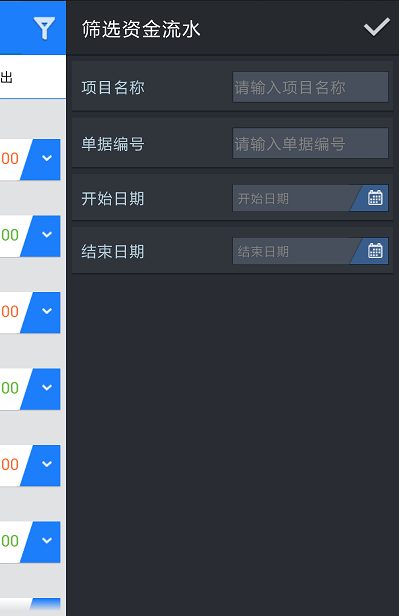 筛选资金流水
出
项目名称 请输入项目名称
00
单据编号 请输入单据编号
开始日期 开始日期
00
结束日期 结束日期
00
00
00
00